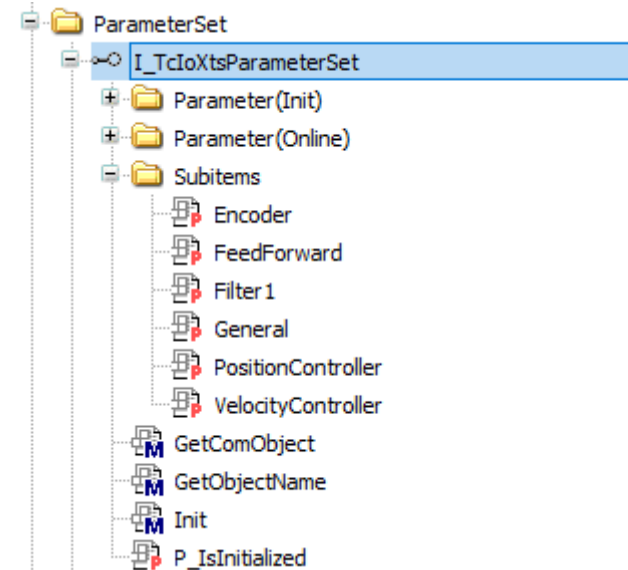 ParameterSet
I_TcIoXtsParameterSet
Parameter(Init)
Parameter(Online)
Subitems
Encoder
FeedForward
Filter1
General
PositionController
VelocityController
GetComObject
GetObjectName
Init
P_IsInitialized